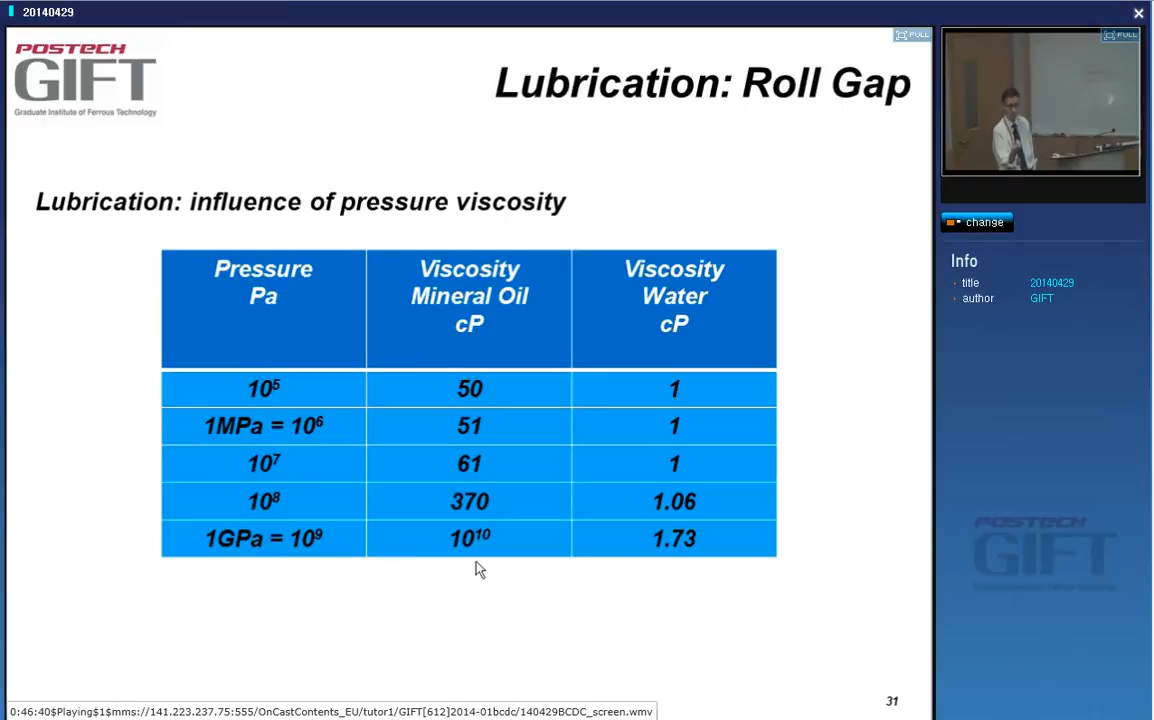 20140429
POSTECH
GIFT
Graduate Institute of Ferrous Technology
Lubrication: Roll Gap
Lubrication: influence of pressure viscosity
Pressure Pa
Viscosity Mineral Oil cP
Viscosity Water cP
10⁵ 50 1
1MPa = 10⁶ 51 1
10⁷ 61 1
10⁸ 370 1.06
1GPa = 10⁹ 10¹⁰ 1.73
31
0:46:40$Playing$1$mms://141.223.237.75:555/OnCastContents_EU/tutor1/GIFT[612]2014-01bcdc/140429BCDC_screen.wmv
FULL
FULL
change
Info
title 20140429
author GIFT
POSTECH
GIFT